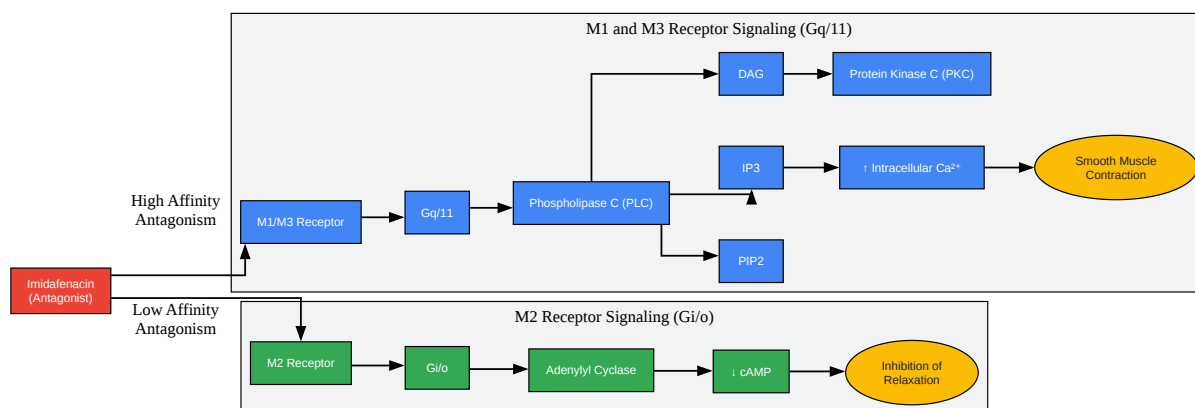 M1 and M3 Receptor Signaling (Gq/11)
DAG
Protein Kinase C (PKC)
IP3
↑ Intracellular Ca²⁺
Smooth Muscle
Contraction
High Affinity
Antagonism
M1/M3 Receptor
Gq/11
Phospholipase C (PLC)
PIP2
Imidafenacin
(Antagonist)
Low Affinity
Antagonism
M2 Receptor Signaling (Gi/o)
M2 Receptor
Gi/o
Adenylyl Cyclase
↓ cAMP
Inhibition of
Relaxation